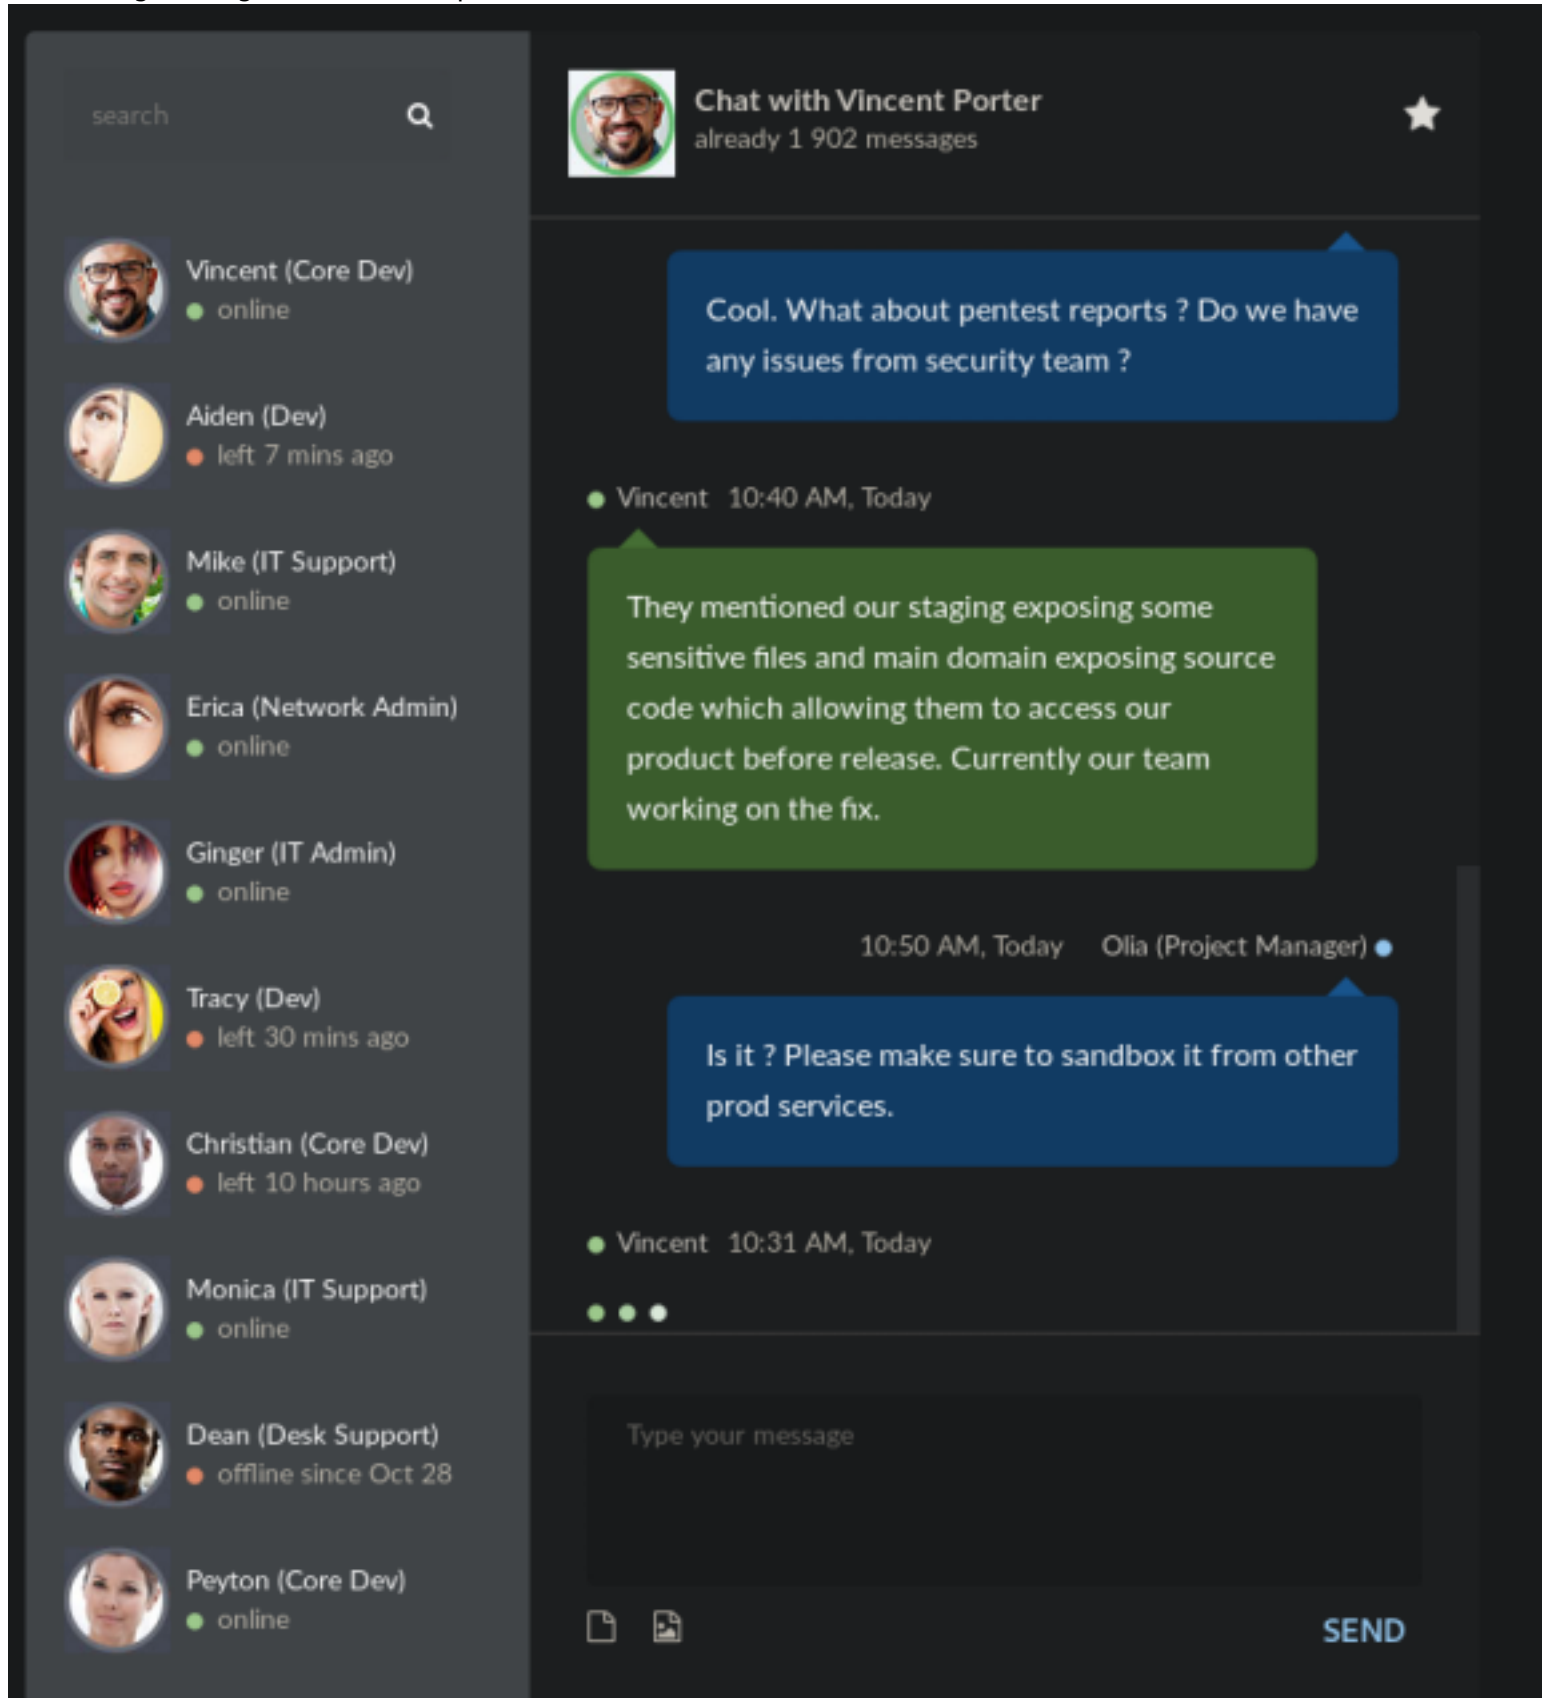 search
Vincent (Core Dev)
online
Aiden (Dev)
left 7 mins ago
Mike (IT Support)
online
Erica (Network Admin)
online
Ginger (IT Admin)
online
Tracy (Dev)
left 30 mins ago
Christian (Core Dev)
left 10 hours ago
Monica (IT Support)
online
Dean (Desk Support)
offline since Oct 28
Peyton (Core Dev)
online
Chat with Vincent Porter
already 1 902 messages
Cool. What about pentest reports ? Do we have
any issues from security team ?
Vincent 10:40 AM, Today
They mentioned our staging exposing some
sensitive files and main domain exposing source
code which allowing them to access our
product before release. Currently our team
working on the fix.
10:50 AM, Today Olia (Project Manager)
Is it ? Please make sure to sandbox it from other
prod services.
Vincent 10:31 AM, Today
Type your message
SEND